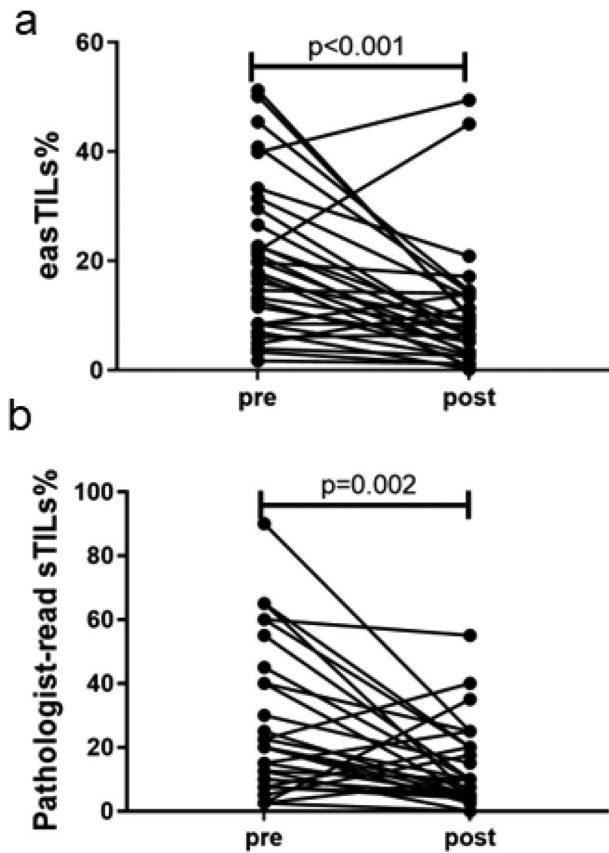 a
p<0.001
60
40
20
0
easTILs%
pre post
b
p=0.002
100
80
60
40
20
0
Pathologist-read sTILs%
pre post